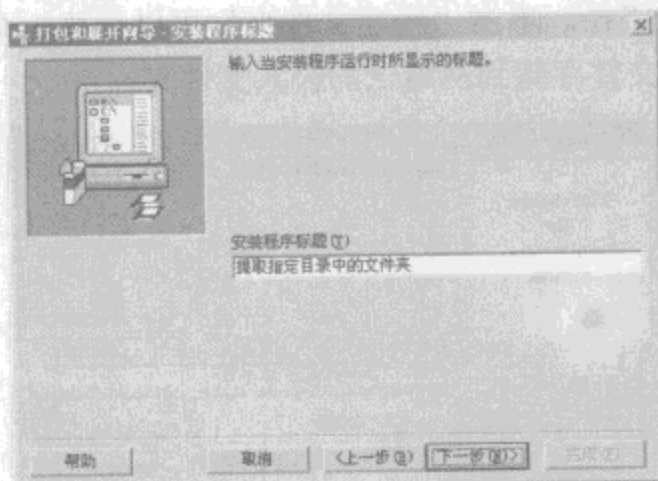 打包和展开向导 - 安装程序标题
输入当安装程序运行时所显示的标题。
安装程序标题(T)
提取指定目录中的文件夹
帮助
取消
<上一步(B)
下一步(N)>
完成(F)